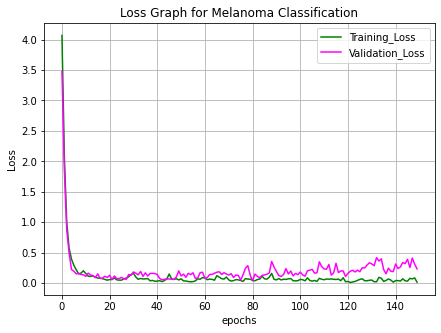 Loss Graph for Melanoma Classification
Training_Loss
Validation_Loss
4.0
3.5
3.0
2.5
2.0
1.5
1.0
0.5
0.0
Loss
0 20 40 60 80 100 120 140
epochs